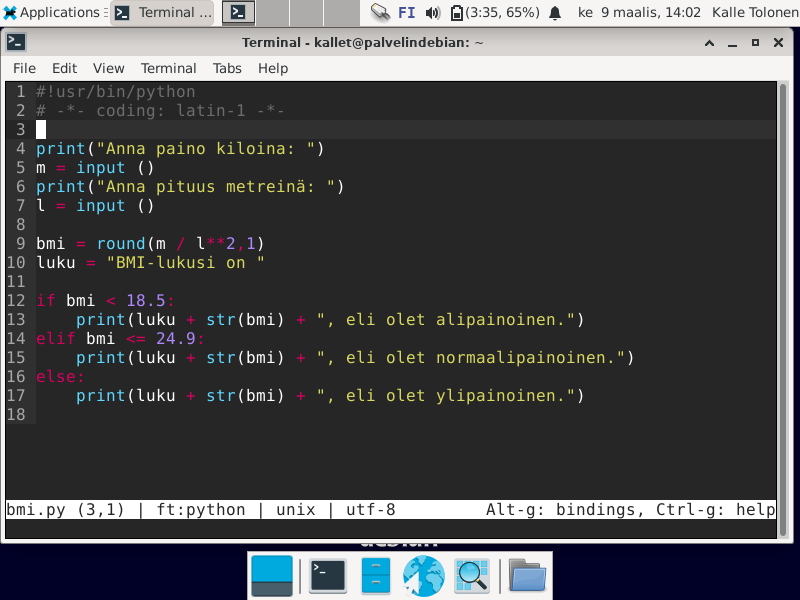 Applications Terminal ... FI (3:35, 65%) ke 9 maalis, 14:02 Kalle Tolonen
Terminal - kallet@palvelindebian: ~
File Edit View Terminal Tabs Help
1 #!usr/bin/python
2 # -*- coding: latin-1 -*-
3
4 print("Anna paino kiloina: ")
5 m = input ()
6 print("Anna pituus metreinä: ")
7 l = input ()
8
9 bmi = round(m / l**2,1)
10 luku = "BMI-lukusi on "
11
12 if bmi < 18.5:
13     print(luku + str(bmi) + ", eli olet alipainoinen.")
14 elif bmi <= 24.9:
15     print(luku + str(bmi) + ", eli olet normaalipainoinen.")
16 else:
17     print(luku + str(bmi) + ", eli olet ylipainoinen.")
18
bmi.py (3,1) | ft:python | unix | utf-8 Alt-g: bindings, Ctrl-g: help